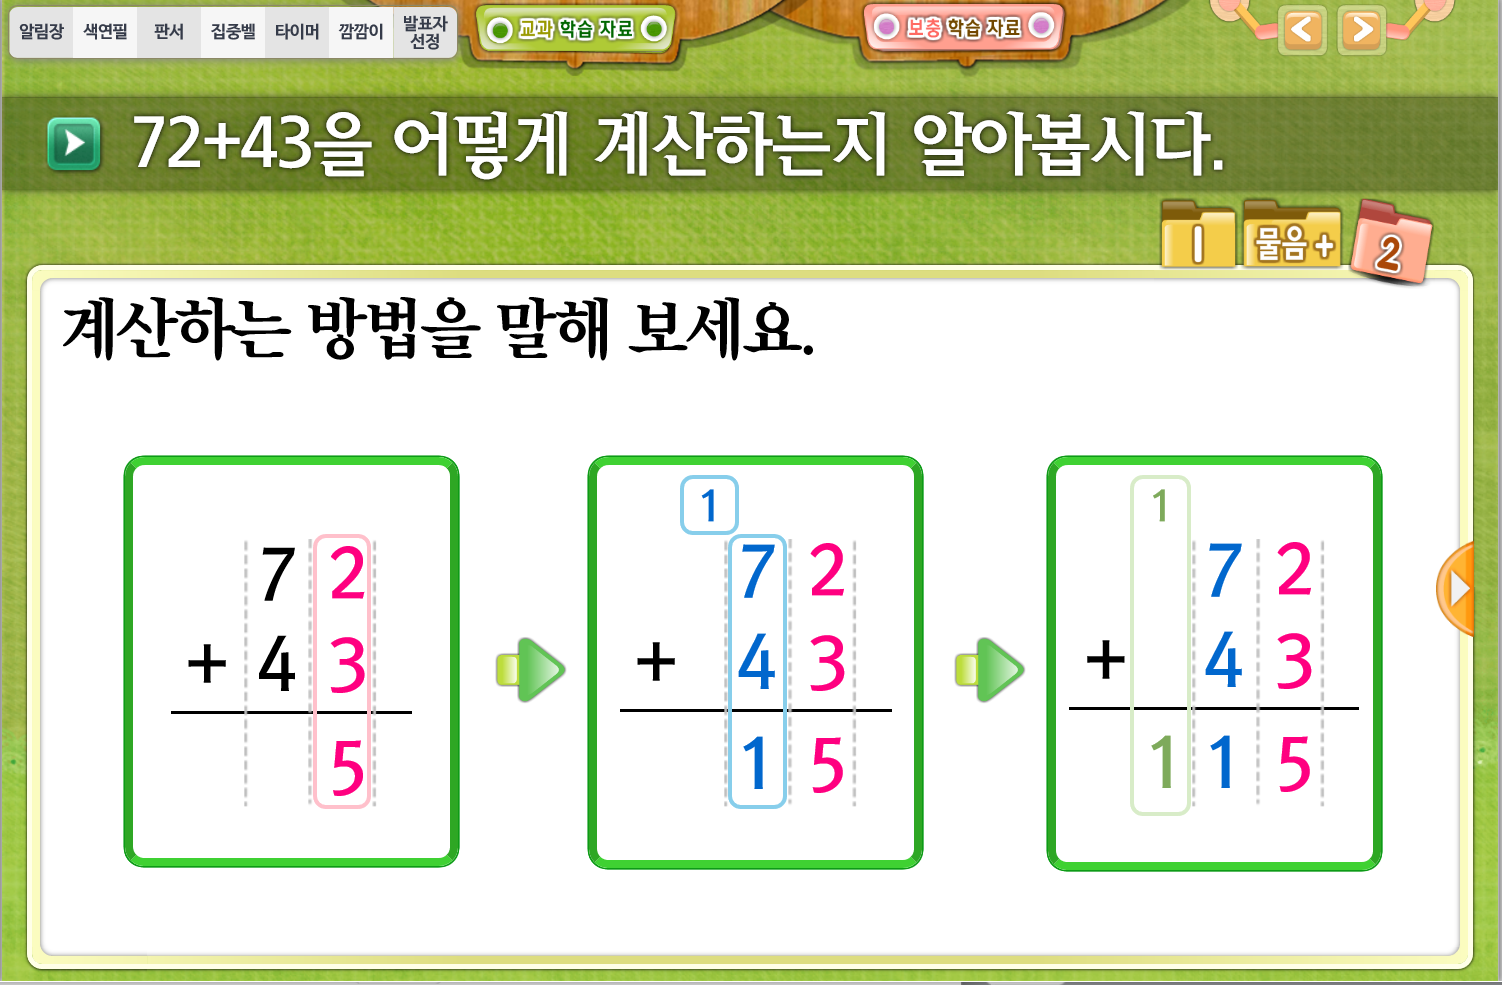 알림장 색연필 판서 집중벨 타이머 깜깜이 발표자 선정
교과 학습 자료
보충 학습 자료
72+43을 어떻게 계산하는지 알아봅시다.
1 물음+ 2
계산하는 방법을 말해 보세요.
7 2
+ 4 3
5
1
7 2
+ 4 3
1 5
1
7 2
+ 4 3
1 1 5